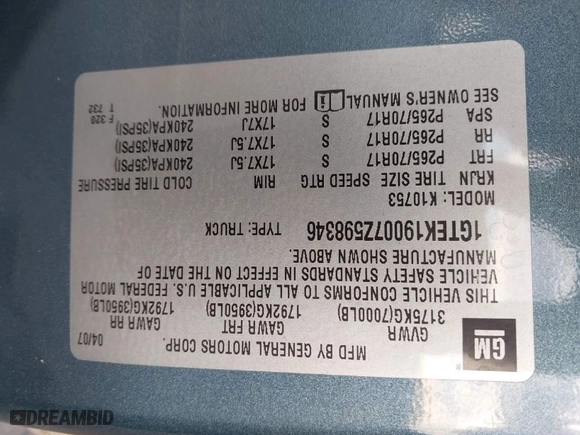 GM
MFD BY GENERAL MOTORS CORP. 04/07
GVWR GAWR FRT GAWR RR
3175KG(7000LB) 1792KG(3950LB) 1792KG(3950LB)
THIS VEHICLE CONFORMS TO ALL APPLICABLE U.S. FEDERAL MOTOR
VEHICLE SAFETY STANDARDS IN EFFECT ON THE DATE OF
MANUFACTURE SHOWN ABOVE.
1GTEK19007Z598346 TYPE: TRUCK
MODEL: K10753
KRJN TIRE SIZE SPEED RTG RIM COLD TIRE PRESSURE
FRT P265/70R17 S 17X7.5J 240KPA(35PSI)
RR P265/70R17 S 17X7.5J 240KPA(35PSI)
SPA P265/70R17 S 17X7J 240KPA(35PSI)
SEE OWNER'S MANUAL FOR MORE INFORMATION.
F 320
T 732
DREAMBID